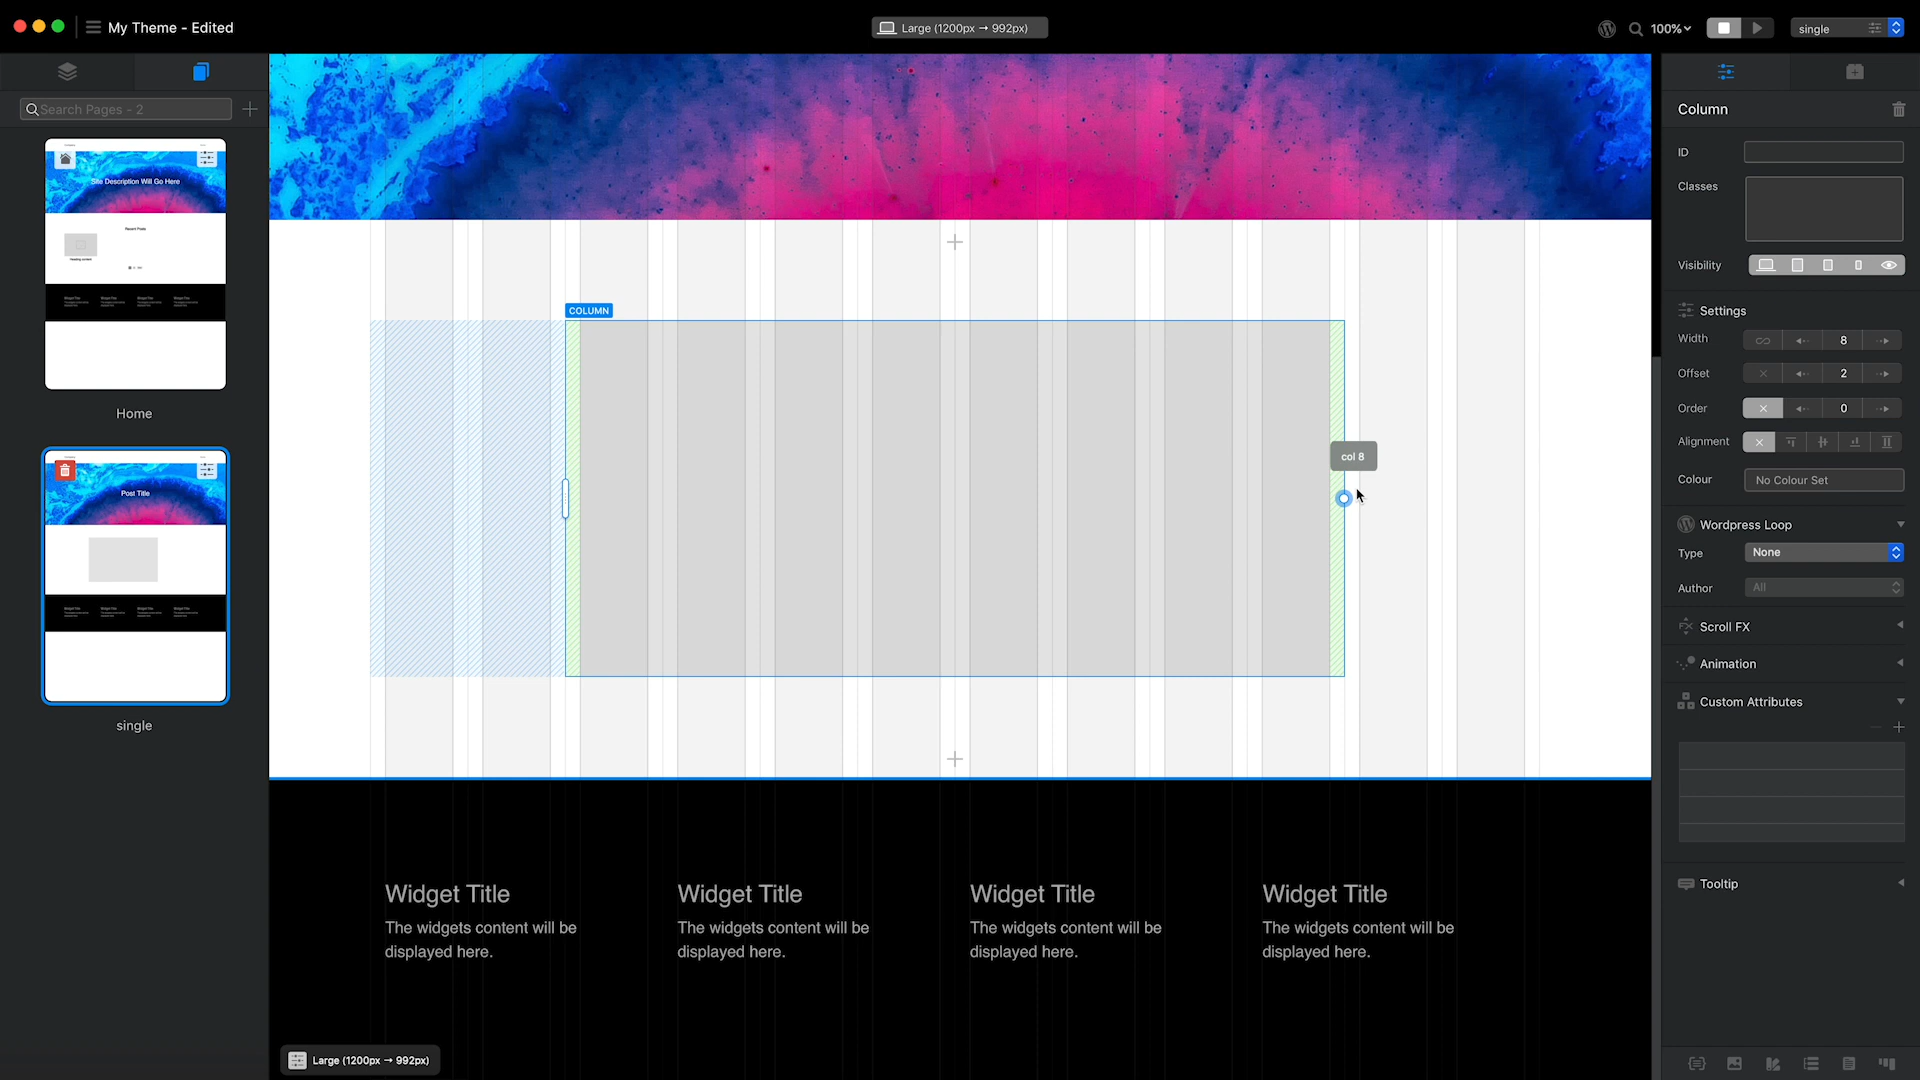 My Theme - Edited
Large (1200px → 992px)
100%
single
Search Pages - 2
Site Description Will Go Here
Recent Posts
Heading content
Home
Post Title
single
COLUMN
col 8
Widget Title
The widgets content will be
displayed here.
Widget Title
The widgets content will be
displayed here.
Widget Title
The widgets content will be
displayed here.
Widget Title
The widgets content will be
displayed here.
Large (1200px → 992px)
Column
ID
Classes
Visibility
Settings
Width 8
Offset 2
Order 0
Alignment
Colour No Colour Set
Wordpress Loop
Type None
Author All
Scroll FX
Animation
Custom Attributes
Tooltip